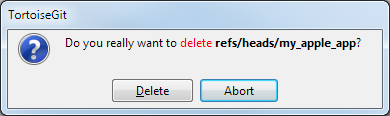 TortoiseGit
Do you really want to delete refs/heads/my_apple_app?
Delete Abort